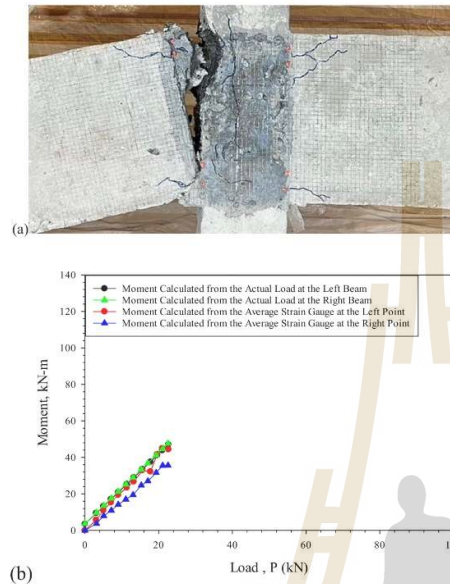 (a)
140
120
100
80
60
40
20
0
Moment, kN-m
Moment Calculated from the Actual Load at the Left Beam
Moment Calculated from the Actual Load at the Right Beam
Moment Calculated from the Average Strain Gauge at the Left Point
Moment Calculated from the Average Strain Gauge at the Right Point
0 20 40 60 80
Load , P (kN)
(b)